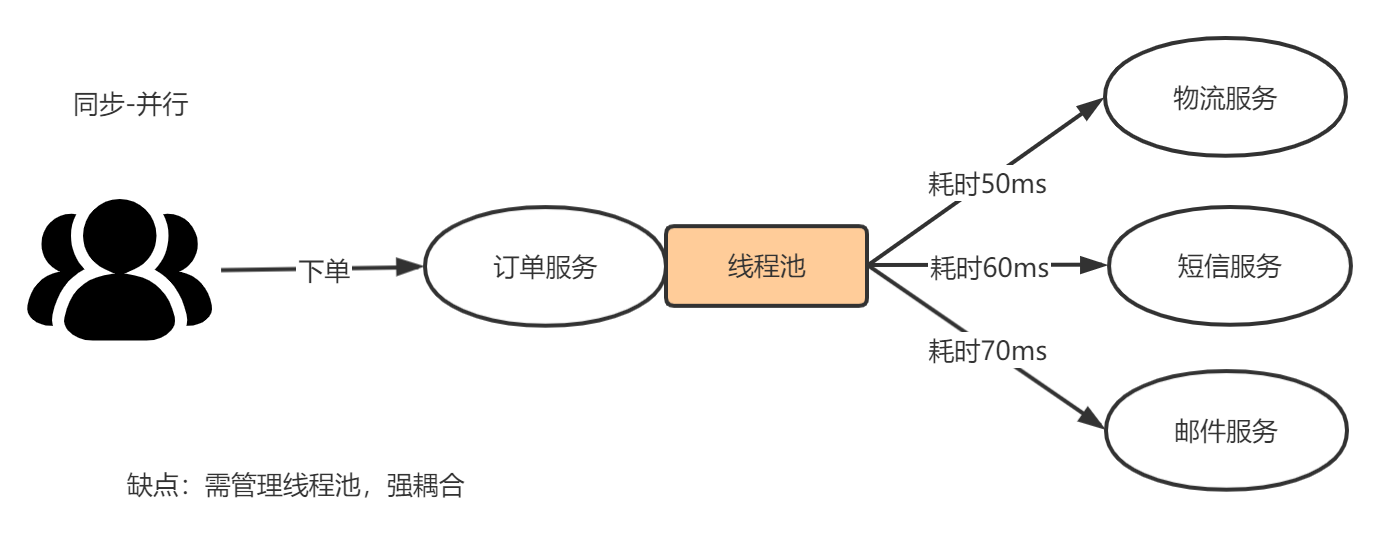 同步-并行
下单
订单服务
线程池
耗时50ms
物流服务
耗时60ms
短信服务
耗时70ms
邮件服务
缺点：需管理线程池，强耦合